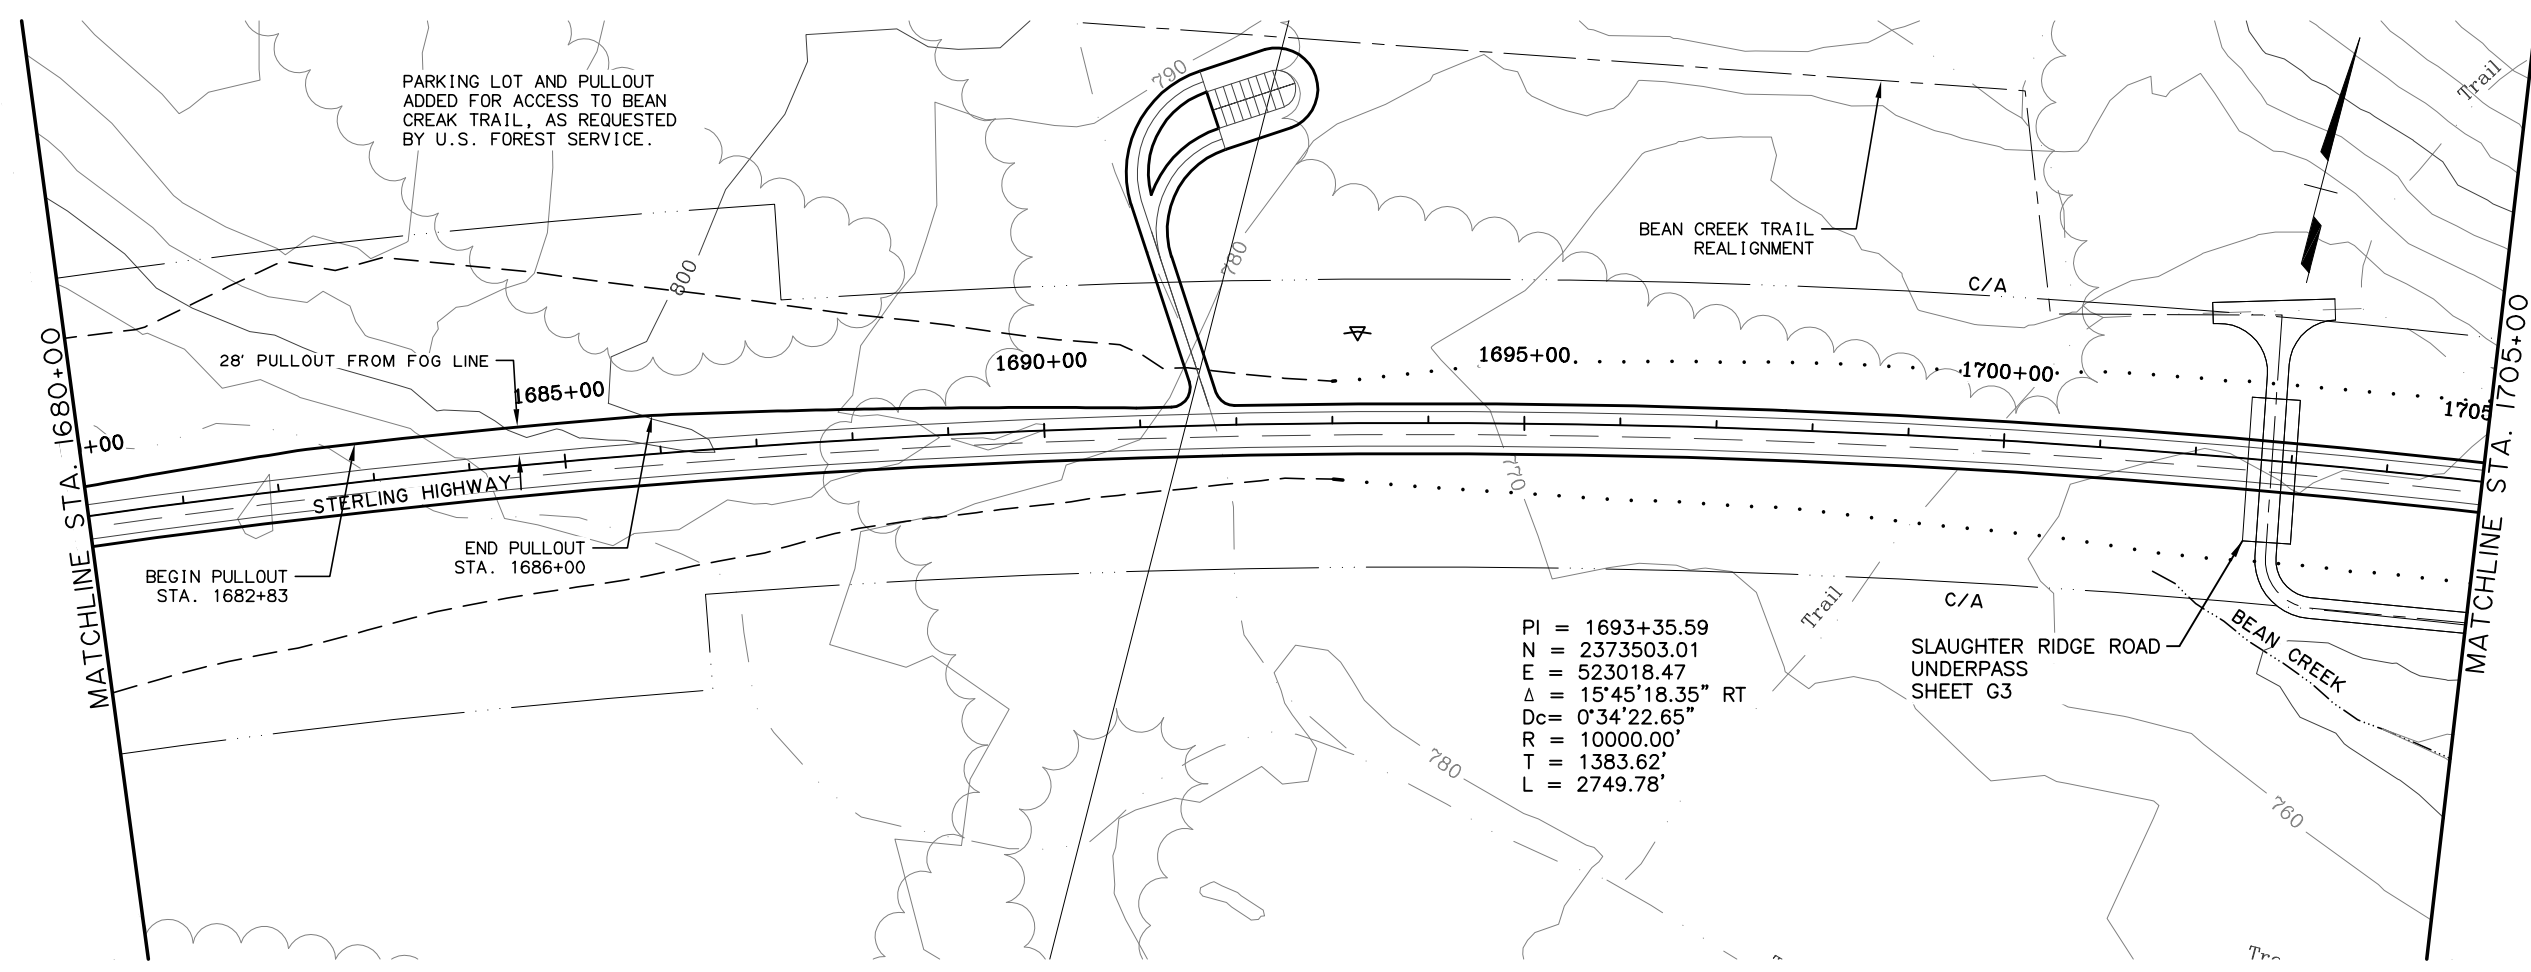 PARKING LOT AND PULLOUT
ADDED FOR ACCESS TO BEAN
CREAK TRAIL, AS REQUESTED
BY U.S. FOREST SERVICE.
790
Trail
BEAN CREEK TRAIL
REALIGNMENT
780
800
C/A
MATCHLINE STA. 1680+00
28' PULLOUT FROM FOG LINE
1685+00
1690+00
1695+00
1700+00
1705
MATCHLINE STA. 1705+00
+00
STERLING HIGHWAY
770
END PULLOUT
STA. 1686+00
BEGIN PULLOUT
STA. 1682+83
C/A
Trail
BEAN CREEK
SLAUGHTER RIDGE ROAD
UNDERPASS
SHEET G3
PI = 1693+35.59
N = 2373503.01
E = 523018.47
Δ = 15°45'18.35" RT
Dc= 0°34'22.65"
R = 10000.00'
T = 1383.62'
L = 2749.78'
780
760